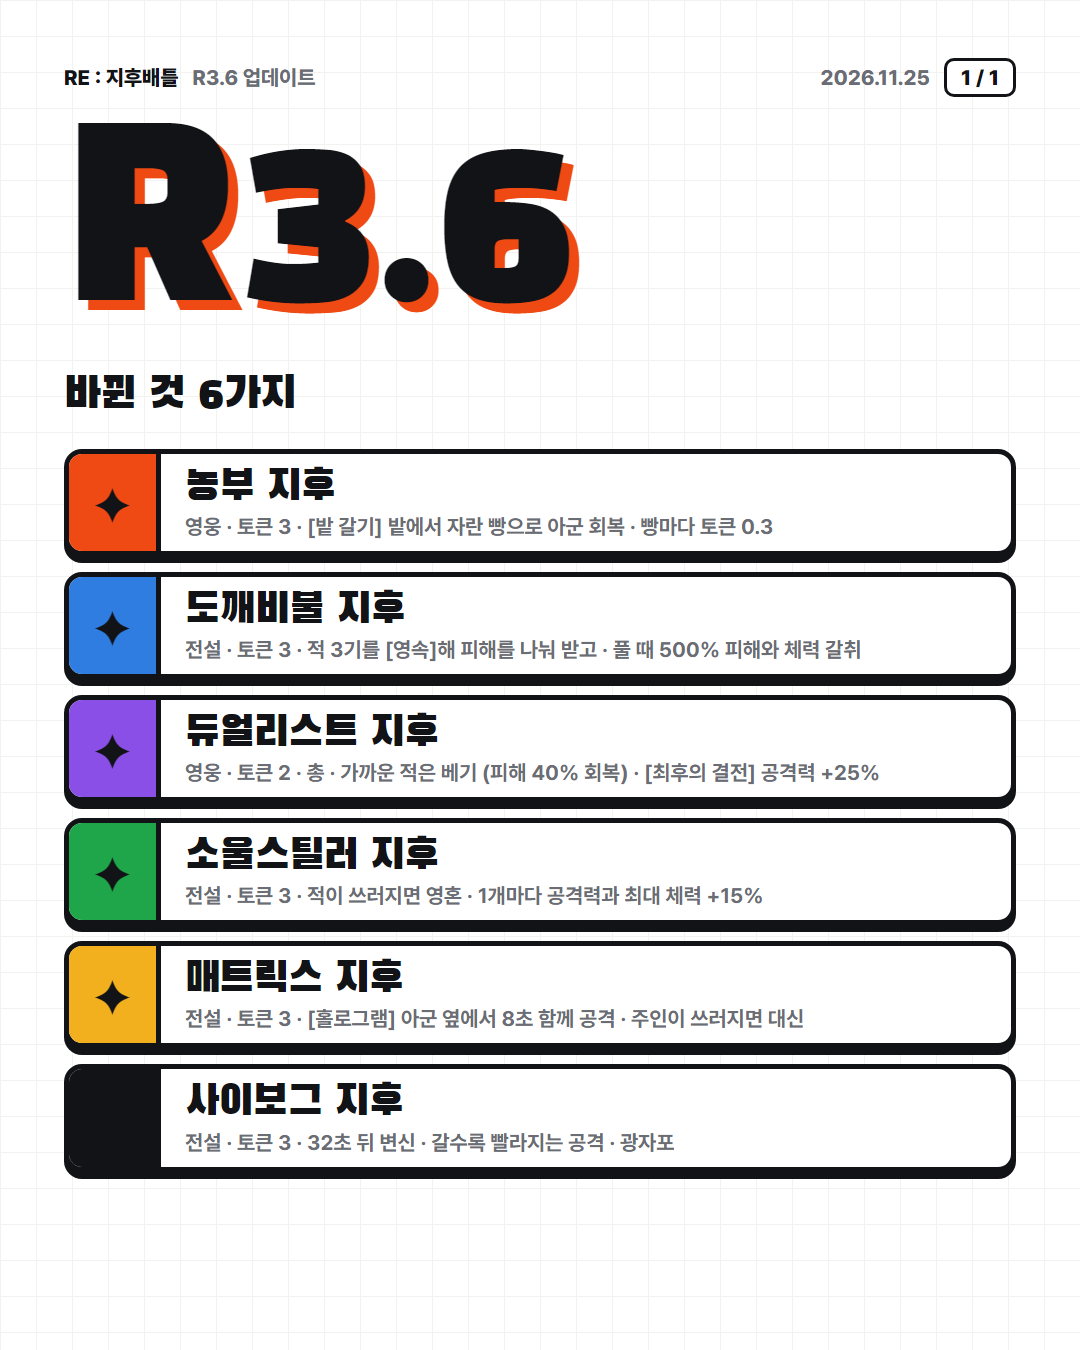 RE : 지후배틀 R3.6 업데이트
2026.11.25 1 / 1
R3.6
바뀐 것 6가지
농부 지후
영웅 · 토큰 3 · [밭 갈기] 밭에서 자란 빵으로 아군 회복 · 빵마다 토큰 0.3
도깨비불 지후
전설 · 토큰 3 · 적 3기를 [영속]해 피해를 나눠 받고 · 풀 때 500% 피해와 체력 갈취
듀얼리스트 지후
영웅 · 토큰 2 · 총 · 가까운 적은 베기 (피해 40% 회복) · [최후의 결전] 공격력 +25%
소울스틸러 지후
전설 · 토큰 3 · 적이 쓰러지면 영혼 · 1개마다 공격력과 최대 체력 +15%
매트릭스 지후
전설 · 토큰 3 · [홀로그램] 아군 옆에서 8초 함께 공격 · 주인이 쓰러지면 대신
사이보그 지후
전설 · 토큰 3 · 32초 뒤 변신 · 갈수록 빨라지는 공격 · 광자포